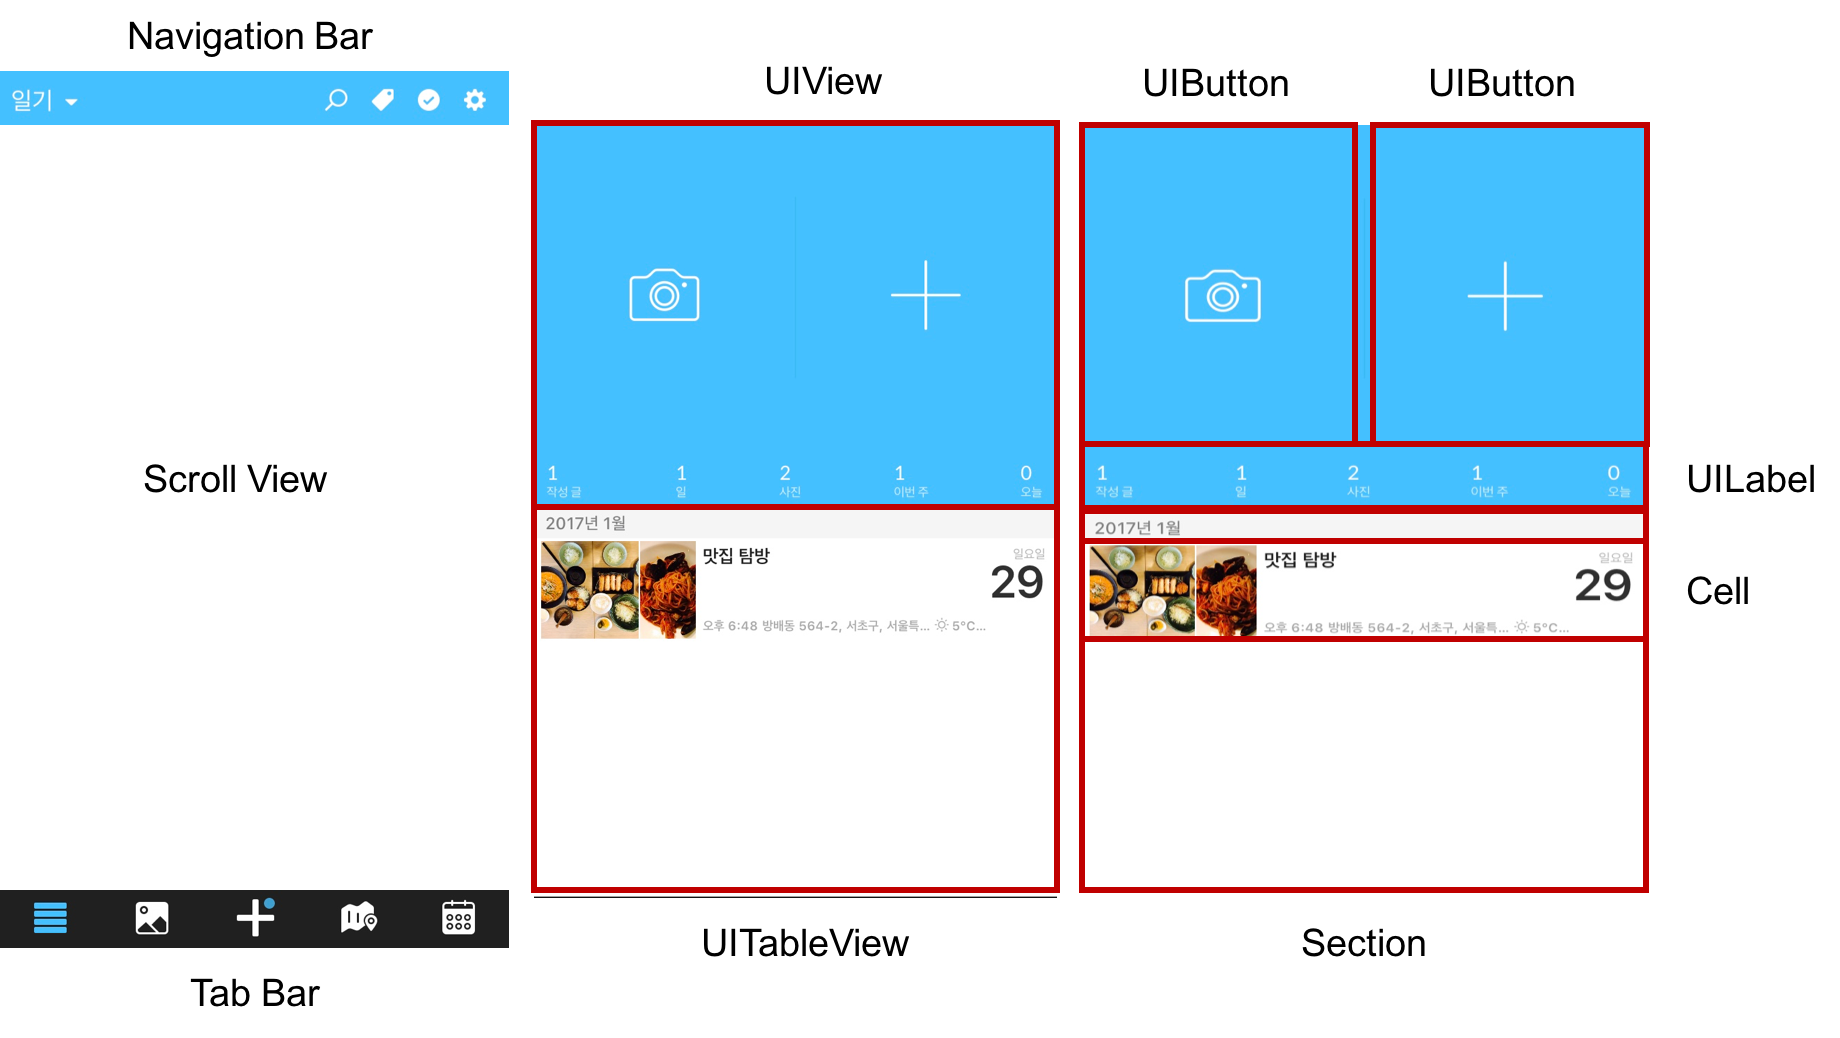 Navigation Bar
일기
Scroll View
Tab Bar
UIView
1 1 2 1 0
작성 글 일 사진 이번 주 오늘
2017년 1월
맛집 탐방
일요일
29
오후 6:48 방배동 564-2, 서초구, 서울특... 5°C...
UITableView
UIButton UIButton
1 1 2 1 0
작성 글 일 사진 이번 주 오늘
UILabel
2017년 1월
맛집 탐방
일요일
29
오후 6:48 방배동 564-2, 서초구, 서울특... 5°C...
Cell
Section